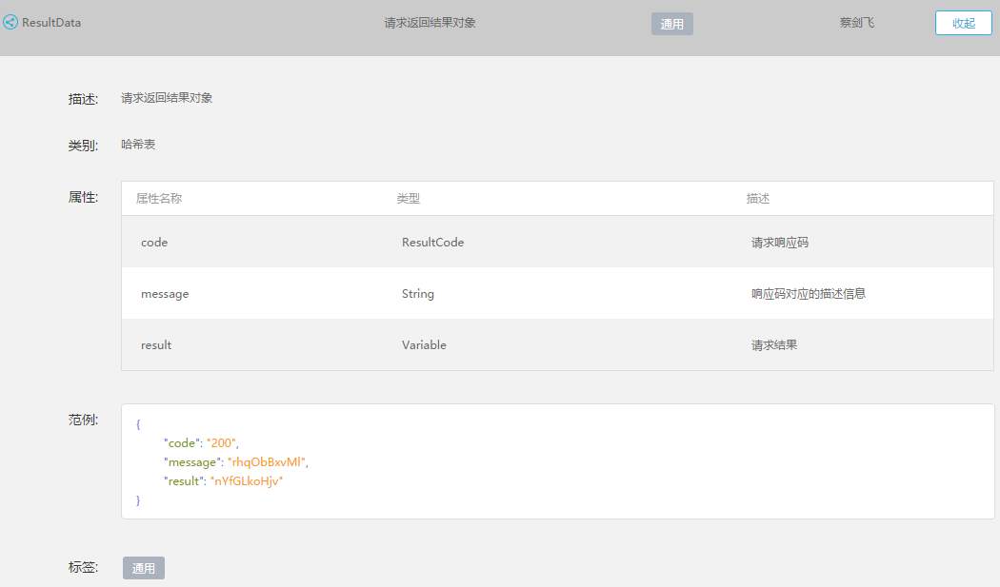 ResultData 请求返回结果对象 通用 蔡剑飞 收起
描述: 请求返回结果对象
类别: 哈希表
属性: 属性名称 类型 描述
code ResultCode 请求响应码
message String 响应码对应的描述信息
result Variable 请求结果
范例: {
"code": "200",
"message": "rhqObBxvMl",
"result": "nYfGLkoHjv"
}
标签: 通用